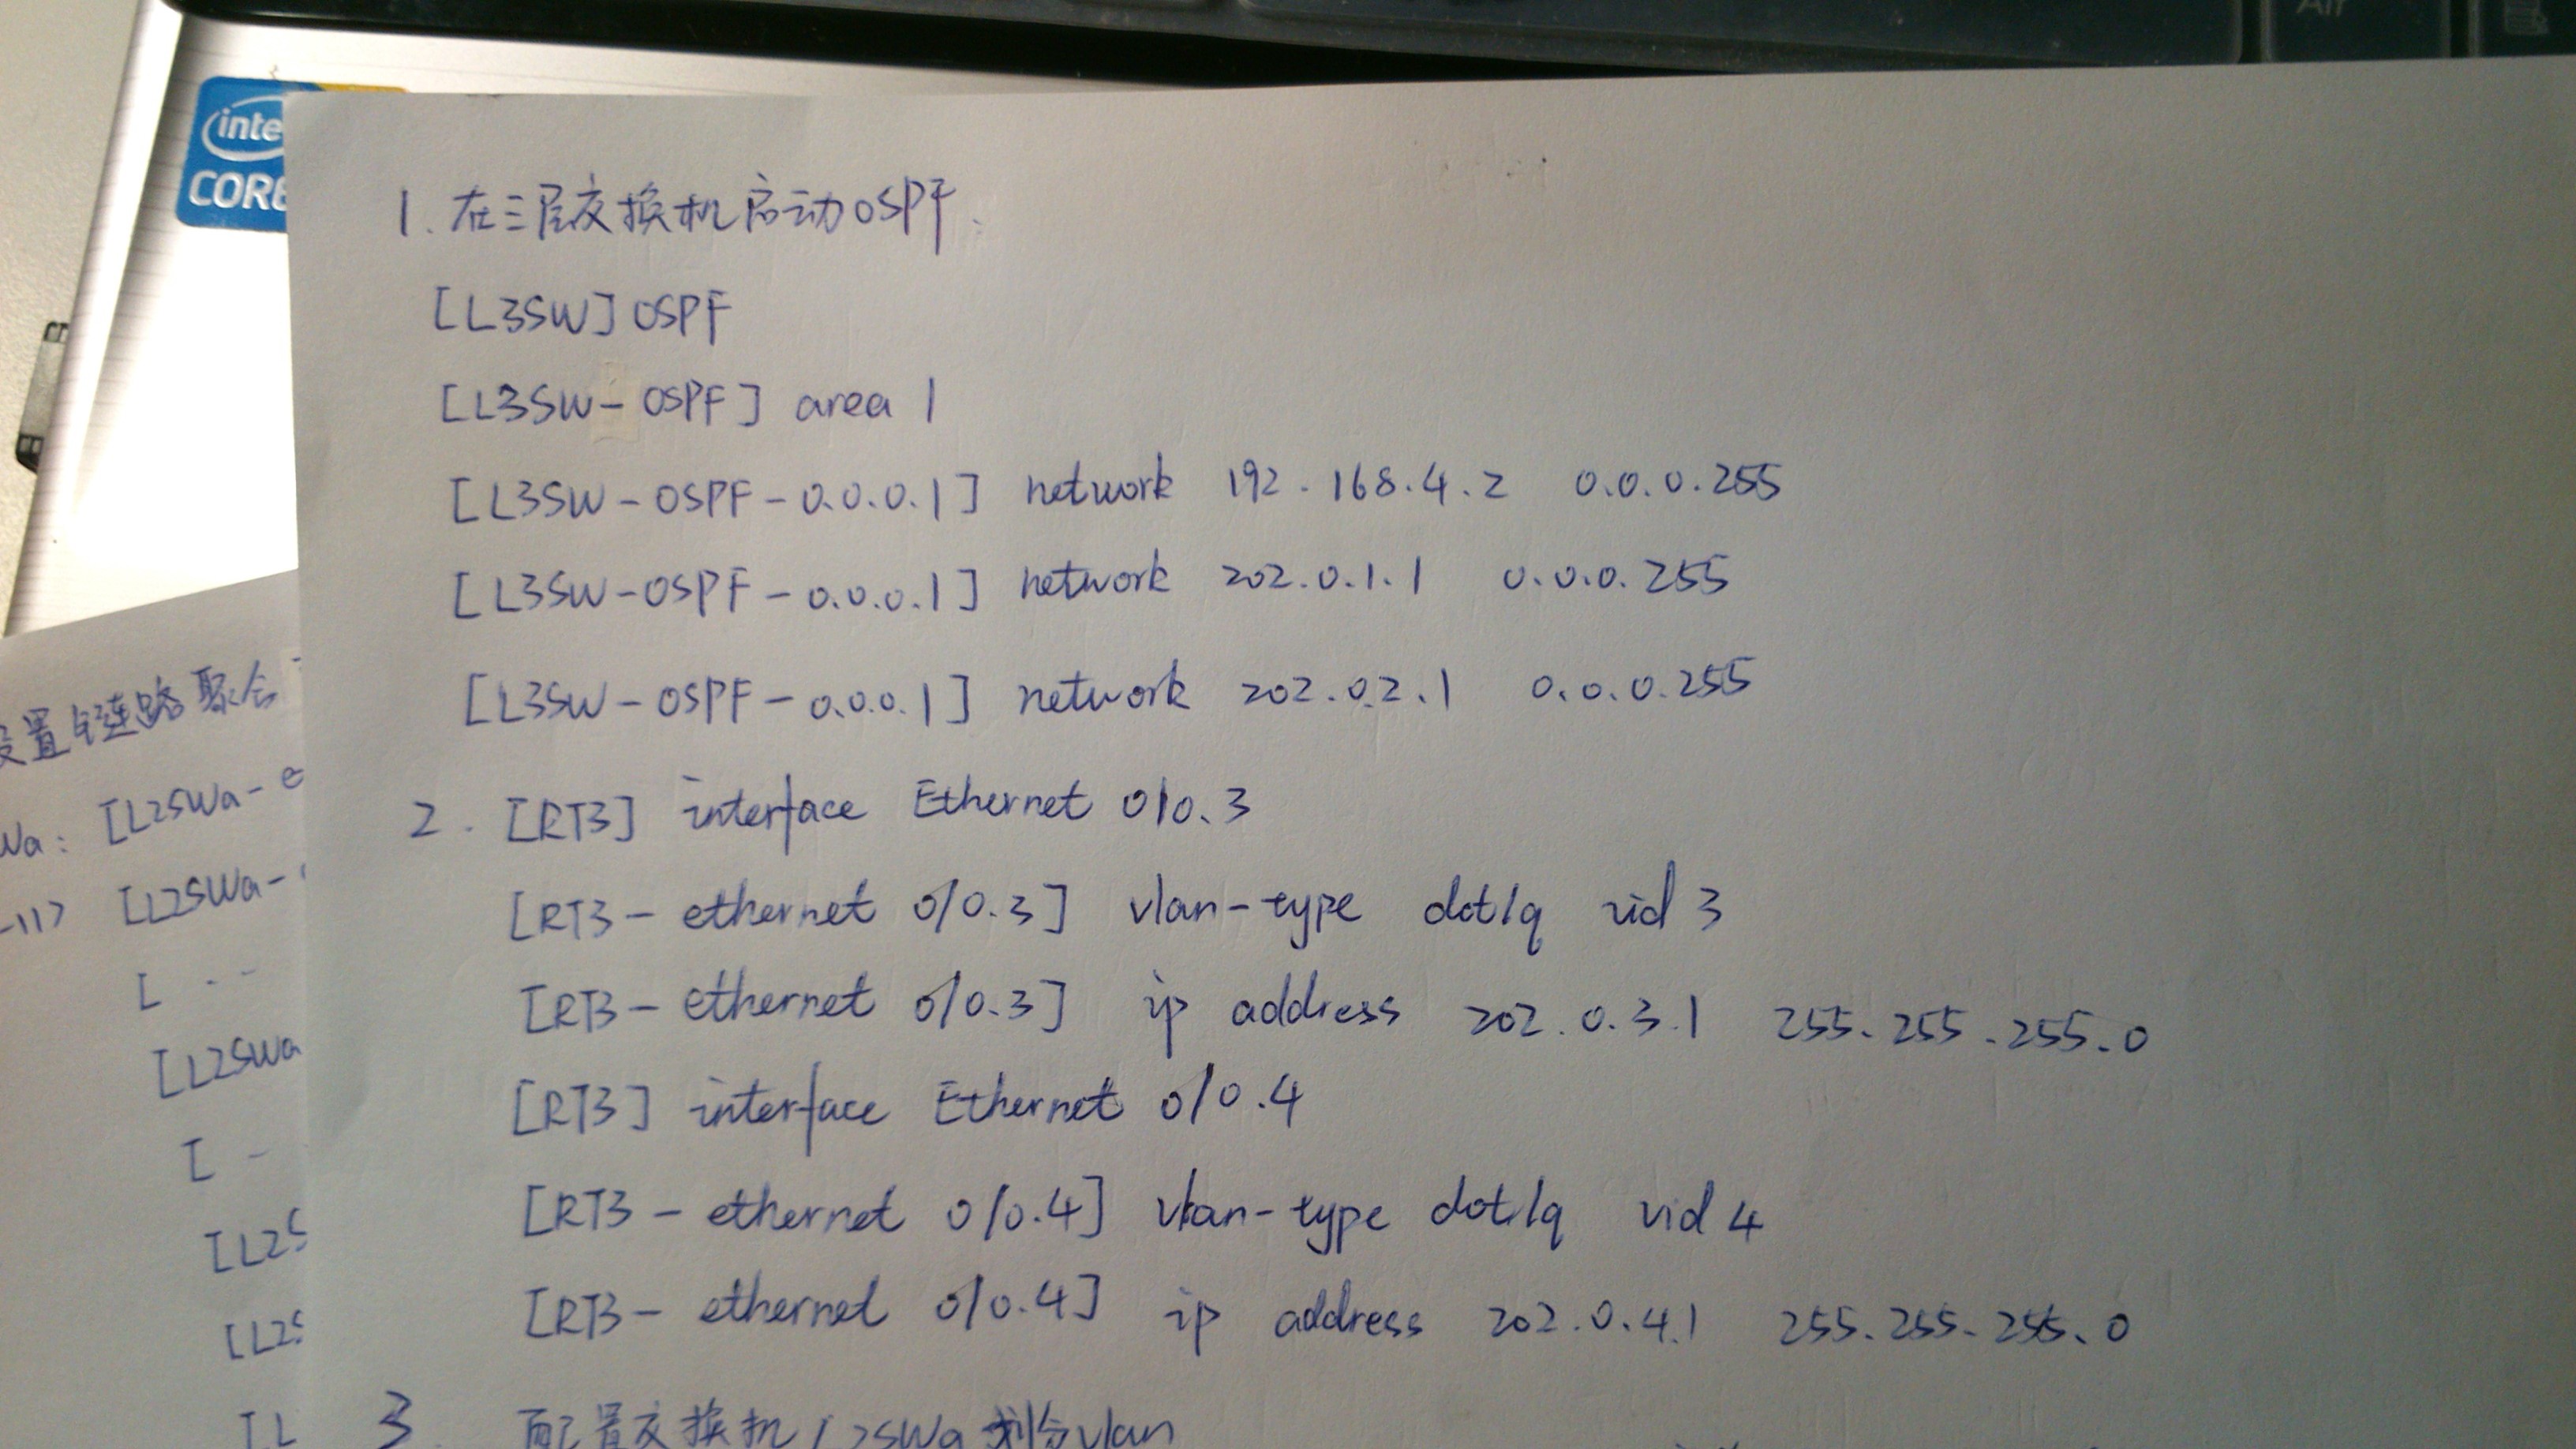 Alt
inte
CORE
1. 在三层交换机启动OSPF.
[L3SW] OSPF
[L3SW-OSPF] area 1
[L3SW-OSPF-0.0.0.1] network 192.168.4.2 0.0.0.255
[L3SW-OSPF-0.0.0.1] network 202.0.1.1 0.0.0.255
[L3SW-OSPF-0.0.0.1] network 202.0.2.1 0.0.0.255
2. [RT3] interface Ethernet 0/0.3
[RT3-ethernet 0/0.3] vlan-type dot1q vid 3
[RT3-ethernet 0/0.3] ip address 202.0.3.1 255.255.255.0
[RT3] interface Ethernet 0/0.4
[RT3-ethernet 0/0.4] vlan-type dot1q vid 4
[RT3-ethernet 0/0.4] ip address 202.0.4.1 255.255.255.0
3. 配置交换机L2SWa划分vlan
设置链路聚合
Wa: [L2SWa-e
[L2SWa-
[ --
[L2SWa
[ -
[L2S
[L2S
[L